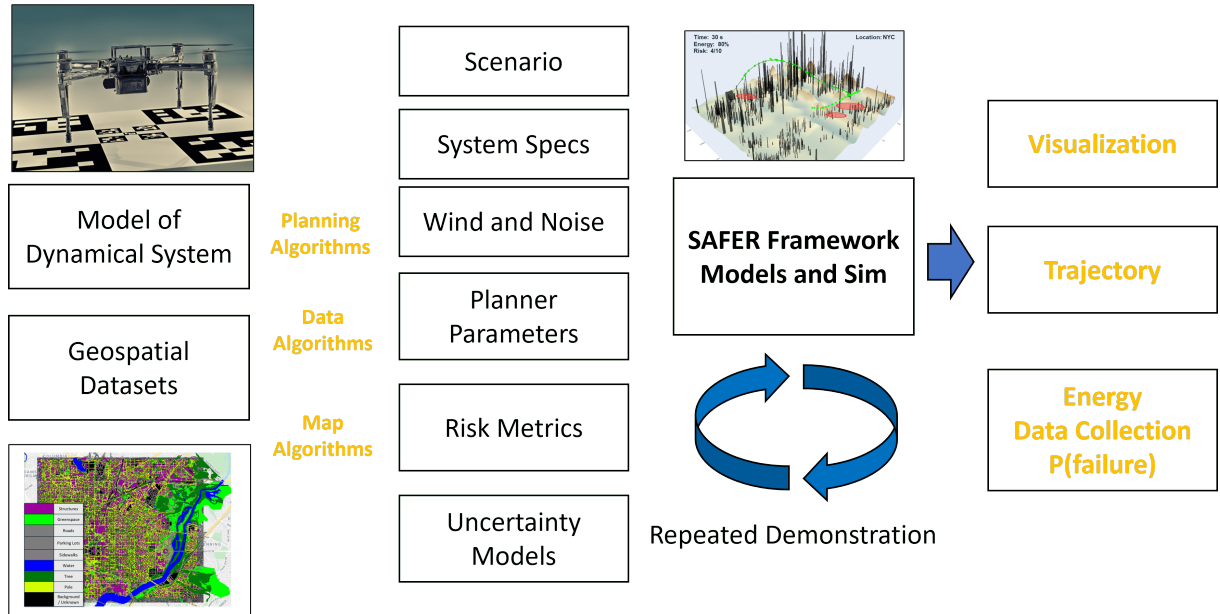 Model of
Dynamical System
Geospatial
Datasets
Structures
Greenspace
Roads
Parking Lots
Sidewalks
Water
Tree
Pole
Background
/ Unknown
Planning
Algorithms
Data
Algorithms
Map
Algorithms
Scenario
System Specs
Wind and Noise
Planner
Parameters
Risk Metrics
Uncertainty
Models
Time: 30 s
Energy: 80%
Risk: 4/10
Location: NYC
SAFER Framework
Models and Sim
Repeated Demonstration
Visualization
Trajectory
Energy
Data Collection
P(failure)